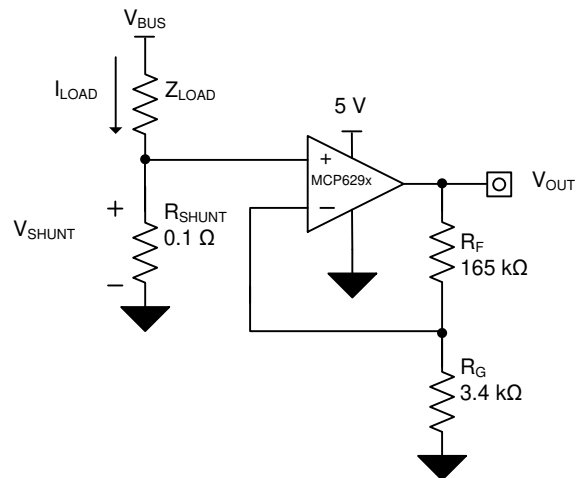 VBUS
ILOAD
ZLOAD
5 V
+
MCP629x
−
VOUT
+
VSHUNT
−
RSHUNT
0.1 Ω
RF
165 kΩ
RG
3.4 kΩ